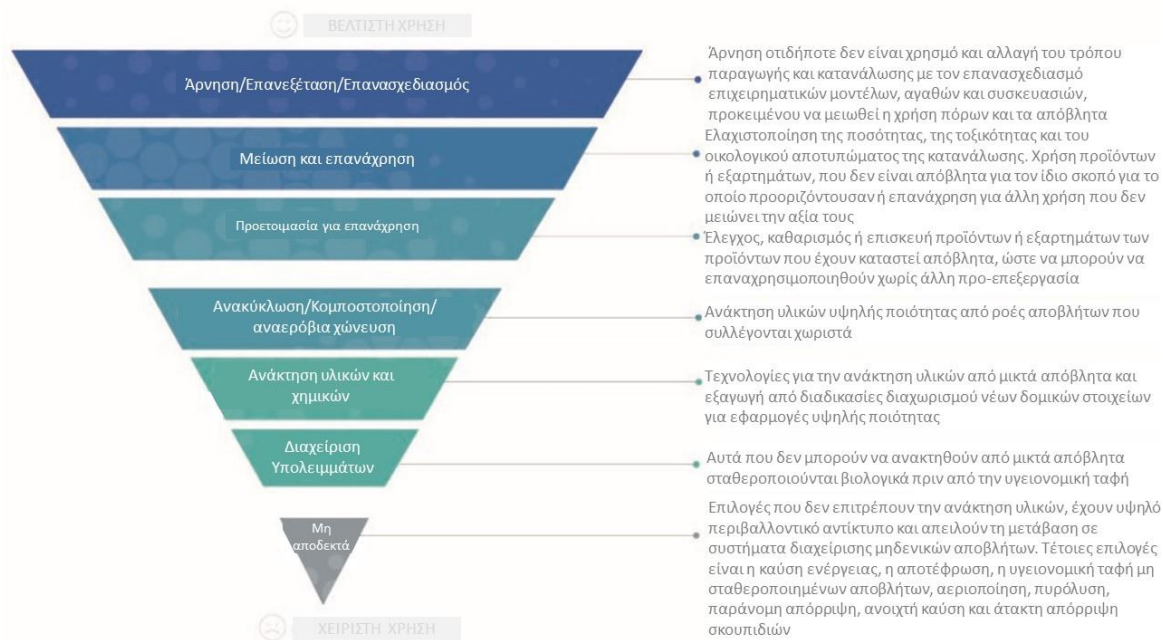 ΒΕΛΤΙΣΤΗ ΧΡΗΣΗ
Άρνηση/Επανεξέταση/Επανασχεδιασμός
Άρνηση οτιδήποτε δεν είναι χρησμό και αλλαγή του τρόπου
παραγωγής και κατανάλωσης με τον επανασχεδιασμό
επιχειρηματικών μοντέλων, αγαθών και συσκευασιών,
προκειμένου να μειωθεί η χρήση πόρων και τα απόβλητα
Μείωση και επανάχρηση
Ελαχιστοποίηση της ποσότητας, της τοξικότητας και του
οικολογικού αποτυπώματος της κατανάλωσης. Χρήση προϊόντων
ή εξαρτημάτων, που δεν είναι απόβλητα για τον ίδιο σκοπό για το
οποίο προοριζόντουσαν ή επανάχρηση για άλλη χρήση που δεν
μειώνει την αξία τους
Προετοιμασία για επανάχρηση
Έλεγχος, καθαρισμός ή επισκευή προϊόντων ή εξαρτημάτων των
προϊόντων που έχουν καταστεί απόβλητα, ώστε να μπορούν να
επαναχρησιμοποιηθούν χωρίς άλλη προ-επεξεργασία
Ανακύκλωση/Κομποστοποίηση/
αναερόβια χώνευση
Ανάκτηση υλικών υψηλής ποιότητας από ροές αποβλήτων που
συλλέγονται χωριστά
Ανάκτηση υλικών και
χημικών
Τεχνολογίες για την ανάκτηση υλικών από μικτά απόβλητα και
εξαγωγή από διαδικασίες διαχωρισμού νέων δομικών στοιχείων
για εφαρμογές υψηλής ποιότητας
Διαχείριση
Υπολειμμάτων
Αυτά που δεν μπορούν να ανακτηθούν από μικτά απόβλητα
σταθεροποιούνται βιολογικά πριν από την υγειονομική ταφή
Μη
αποδεκτά
Επιλογές που δεν επιτρέπουν την ανάκτηση υλικών, έχουν υψηλό
περιβαλλοντικό αντίκτυπο και απειλούν τη μετάβαση σε
συστήματα διαχείρισης μηδενικών αποβλήτων. Τέτοιες επιλογές
είναι η καύση ενέργειας, η αποτέφρωση, η υγειονομική ταφή μη
σταθεροποιημένων αποβλήτων, αεριοποίηση, πυρόλυση,
παράνομη απόρριψη, ανοιχτή καύση και άτακτη απόρριψη
σκουπιδιών
ΧΕΙΡΙΣΤΗ ΧΡΗΣΗ